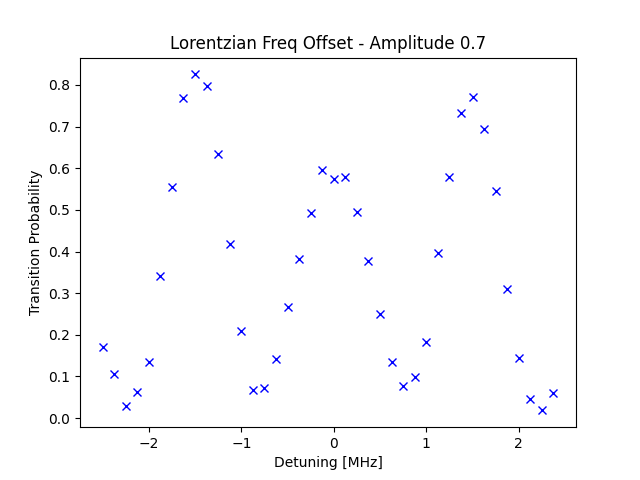 Lorentzian Freq Offset - Amplitude 0.7
Transition Probability
0.8
0.7
0.6
0.5
0.4
0.3
0.2
0.1
0.0
−2 −1 0 1 2
Detuning [MHz]